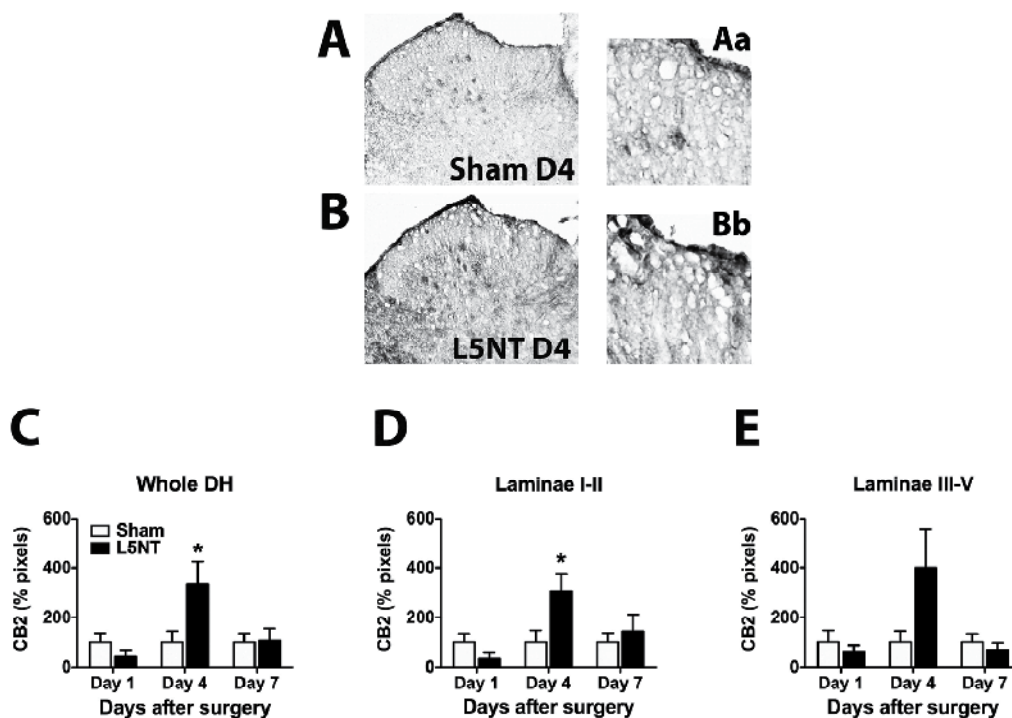 A
Aa
Sham D4
B
Bb
L5NT D4
C
D
E
Whole DH
CB2 (% pixels)
600
400
200
0
Sham
L5NT
*
Day 1 Day 4 Day 7
Days after surgery
Laminae I-II
CB2 (% pixels)
600
400
200
0
*
Day 1 Day 4 Day 7
Days after surgery
Laminae III-V
CB2 (% pixels)
600
400
200
0
Day 1 Day 4 Day 7
Days after surgery